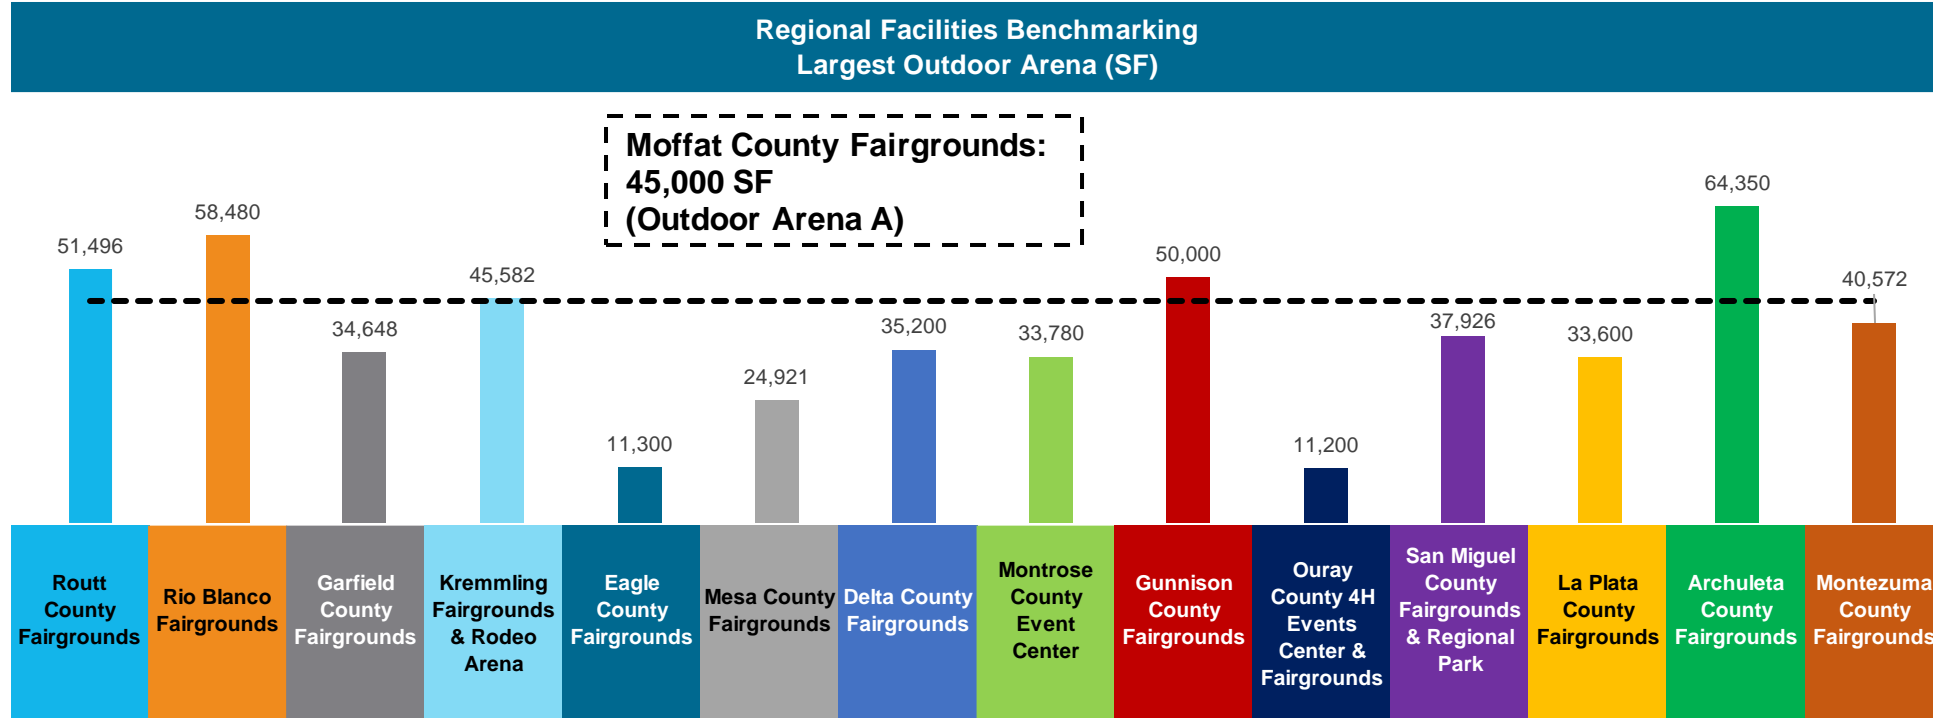 Regional Facilities Benchmarking
Largest Outdoor Arena (SF)
Moffat County Fairgrounds:
45,000 SF
(Outdoor Arena A)
51,496
58,480
34,648
45,582
11,300
24,921
35,200
33,780
50,000
11,200
37,926
33,600
64,350
40,572
Routt
County
Fairgrounds
Rio Blanco
Fairgrounds
Garfield
County
Fairgrounds
Kremmling
Fairgrounds
& Rodeo
Arena
Eagle
County
Fairgrounds
Mesa County
Fairgrounds
Delta County
Fairgrounds
Montrose
County
Event
Center
Gunnison
County
Fairgrounds
Ouray
County 4H
Events
Center &
Fairgrounds
San Miguel
County
Fairgrounds
& Regional
Park
La Plata
County
Fairgrounds
Archuleta
County
Fairgrounds
Montezuma
County
Fairgrounds